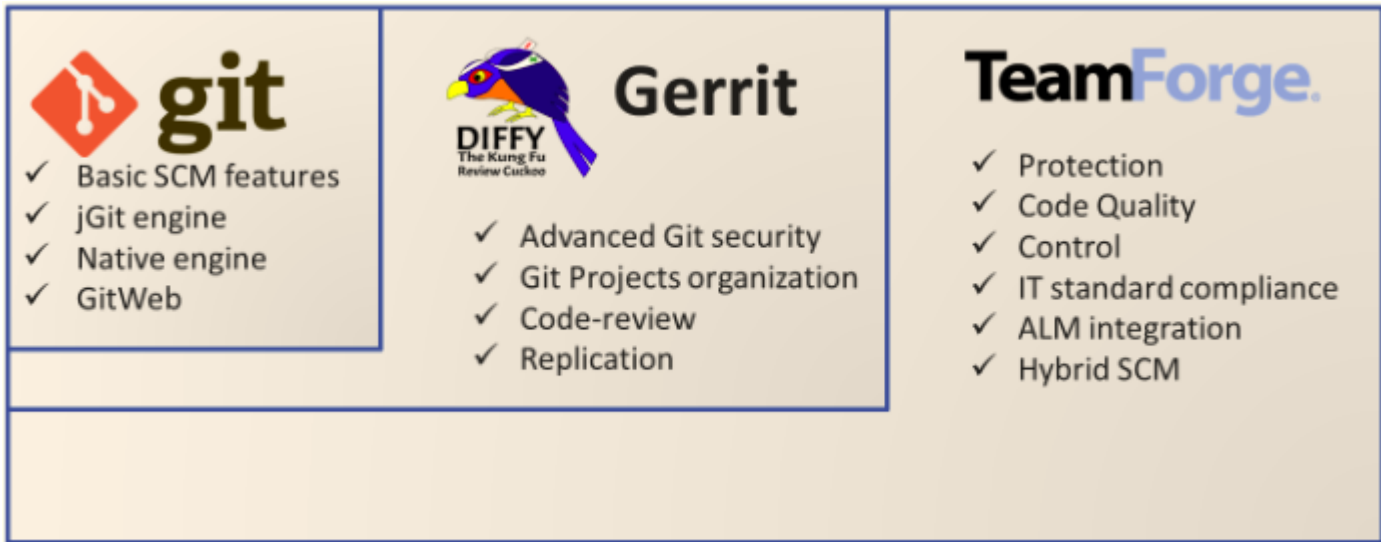 git
✓ Basic SCM features
✓ jGit engine
✓ Native engine
✓ GitWeb
DIFFY
The Kung Fu
Review Cuckoo
Gerrit
✓ Advanced Git security
✓ Git Projects organization
✓ Code-review
✓ Replication
TeamForge.
✓ Protection
✓ Code Quality
✓ Control
✓ IT standard compliance
✓ ALM integration
✓ Hybrid SCM